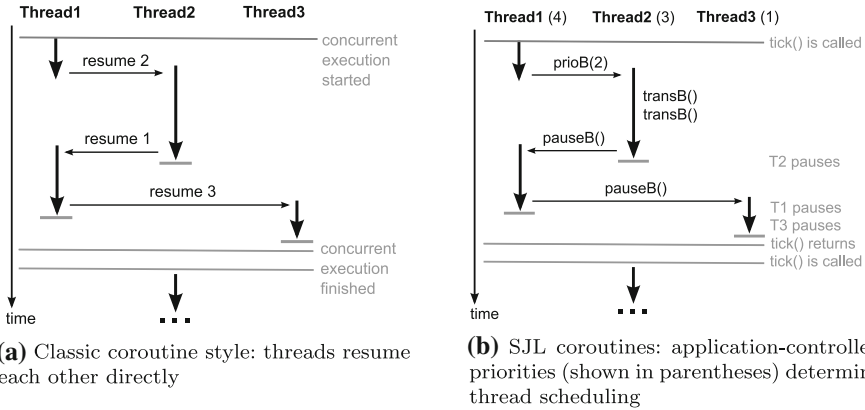 Thread1 Thread2 Thread3
concurrent
execution
started
resume 2
resume 1
resume 3
concurrent
execution
finished
time
(a) Classic coroutine style: threads resume
each other directly
Thread1 (4) Thread2 (3) Thread3 (1)
tick() is called
prioB(2)
transB()
transB()
pauseB()
T2 pauses
pauseB()
T1 pauses
T3 pauses
tick() returns
tick() is called
time
(b) SJL coroutines: application-controlle
priorities (shown in parentheses) determin
thread scheduling